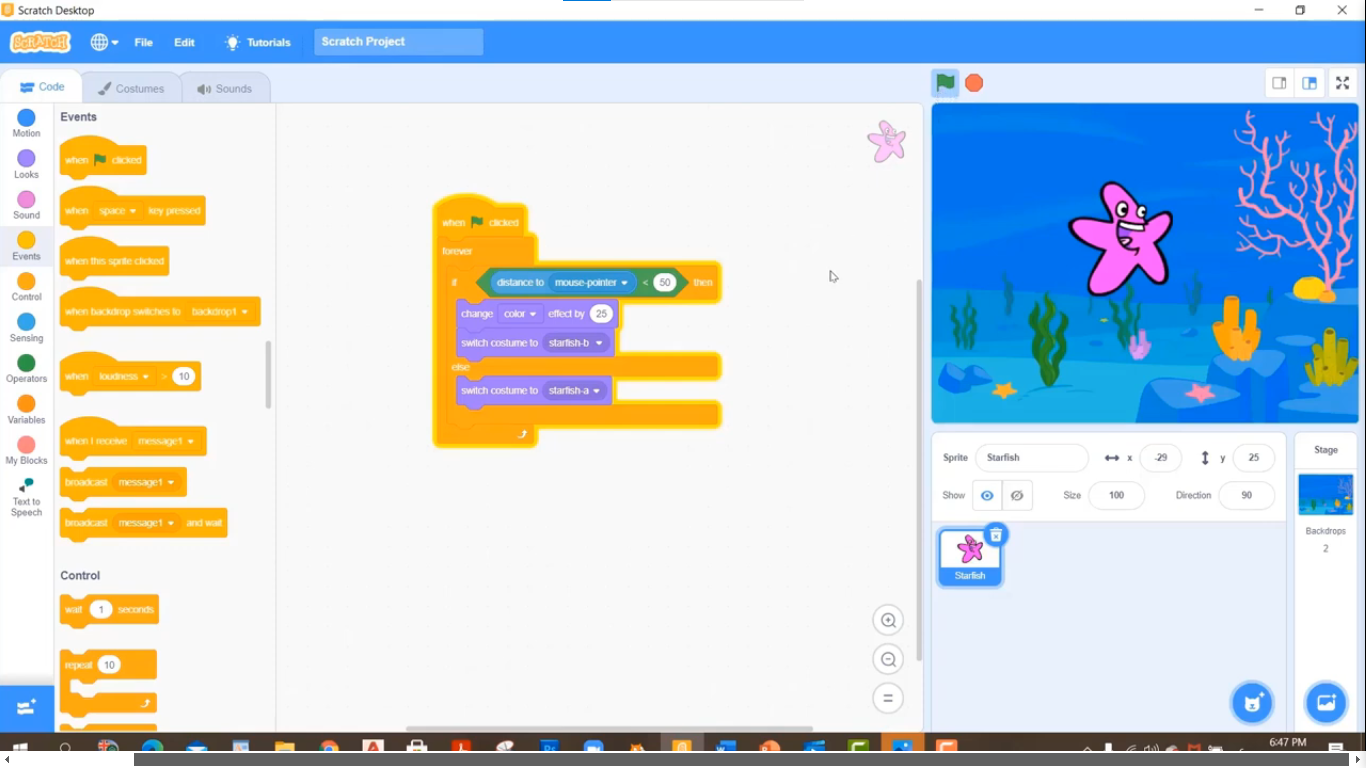 Scratch Desktop
SCRATCH File Edit Tutorials Scratch Project
Code Costumes Sounds
Motion
Looks
Sound
Events
Control
Sensing
Operators
Variables
My Blocks
Text to
Speech
Events
when clicked
when space key pressed
when this sprite clicked
when backdrop switches to backdrop1
when loudness > 10
when I receive message1
broadcast message1
broadcast message1 and wait
Control
wait 1 seconds
repeat 10
when clicked
forever
if distance to mouse-pointer < 50 then
change color effect by 25
switch costume to starfish-b
else
switch costume to starfish-a
Sprite Starfish x -29 y 25
Show Size 100 Direction 90
Starfish
Stage
Backdrops
2
6:47 PM